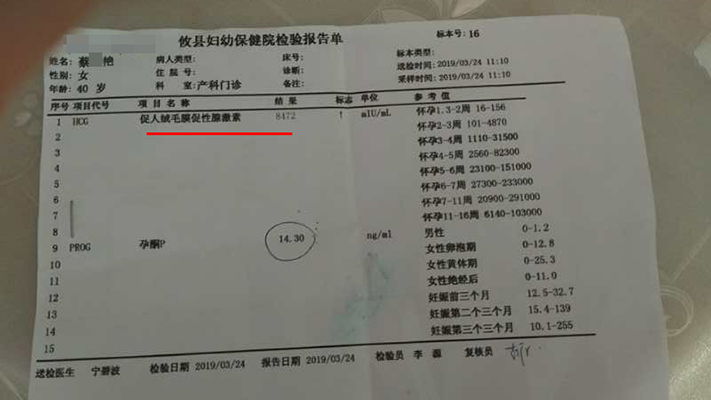 攸县妇幼保健院检验报告单
标本号: 16
姓名: 蔡 艳 病人类型: 床号: 标本类型:
性别: 女 住院号: 诊断: 送检时间: 2019/03/24 11:10
年龄: 40 岁 科室: 产科门诊 备注: 采样时间: 2019/03/24 11:10
序号 项目代号 项目名称 结果 标志 单位 参考值
1 HCG 促人绒毛膜促性腺激素 8472 ↑ mIU/mL 怀孕1.3-2周 16-156
2 怀孕2-3周 101-4870
3 怀孕3-4周 1110-31500
4 怀孕4-5周 2560-82300
5 怀孕5-6周 23100-151000
6 怀孕6-7周 27300-233000
7 怀孕7-11周 20900-291000
8 怀孕11-16周 6140-103000
9 PROG 孕酮P 14.30 ng/ml 男性 0-1.2
10 女性卵泡期 0-12.8
11 女性黄体期 0-25.3
12 女性绝经后 0-11.0
13 妊娠前三个月 12.5-32.7
14 妊娠第二个三个月 15.4-139
15 妊娠第三个三个月 10.1-255
送检医生 宁碧波 检验日期 2019/03/24 报告日期 2019/03/24 检验员 李源 复核员